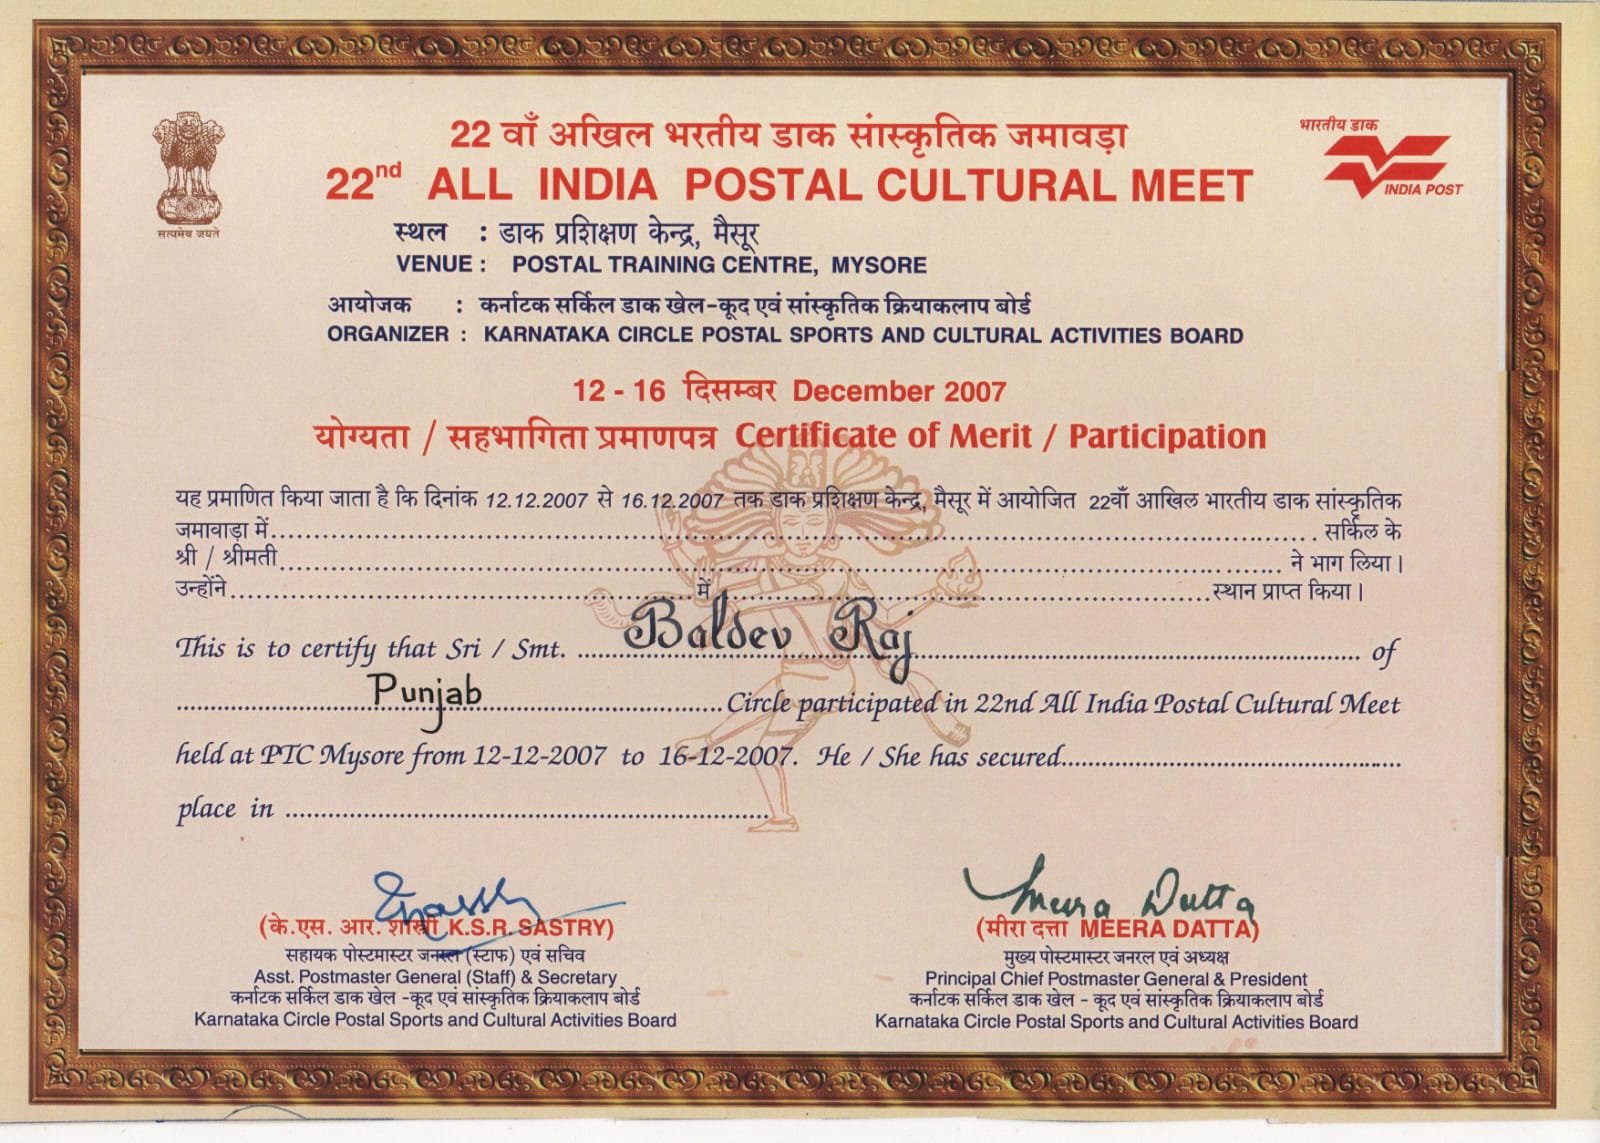 22 वाँ अखिल भरतीय डाक सांस्कृतिक जमावड़ा
भारतीय डाक
22nd ALL INDIA POSTAL CULTURAL MEET
INDIA POST
सत्यमेव जयते
स्थल : डाक प्रशिक्षण केन्द्र, मैसूर
VENUE : POSTAL TRAINING CENTRE, MYSORE
आयोजक : कर्नाटक सर्किल डाक खेल-कूद एवं सांस्कृतिक क्रियाकलाप बोर्ड
ORGANIZER : KARNATAKA CIRCLE POSTAL SPORTS AND CULTURAL ACTIVITIES BOARD
12 - 16 दिसम्बर December 2007
योग्यता / सहभागिता प्रमाणपत्र Certificate of Merit / Participation
यह प्रमाणित किया जाता है कि दिनांक 12.12.2007 से 16.12.2007 तक डाक प्रशिक्षण केन्द्र, मैसूर में आयोजित 22वाँ आखिल भारतीय डाक सांस्कृतिक
जमावाड़ा में.......... सर्किल के
श्री / श्रीमती.......... ने भाग लिया।
उन्होंने.......... में..........स्थान प्राप्त किया।
This is to certify that Sri / Smt. ..........Baldev Raj.......... of
..........Punjab..........Circle participated in 22nd All India Postal Cultural Meet
held at PTC Mysore from 12-12-2007 to 16-12-2007. He / She has secured..........
place in ..........
Meera Datta
(के.एस. आर. शास्त्री K.S.R. SASTRY)
सहायक पोस्टमास्टर जनरल (स्टाफ) एवं सचिव
Asst. Postmaster General (Staff) & Secretary
कर्नाटक सर्किल डाक खेल -कूद एवं सांस्कृतिक क्रियाकलाप बोर्ड
Karnataka Circle Postal Sports and Cultural Activities Board
(मीरा दत्ता MEERA DATTA)
मुख्य पोस्टमास्टर जनरल एवं अध्यक्ष
Principal Chief Postmaster General & President
कर्नाटक सर्किल डाक खेल - कूद एवं सांस्कृतिक क्रियाकलाप बोर्ड
Karnataka Circle Postal Sports and Cultural Activities Board